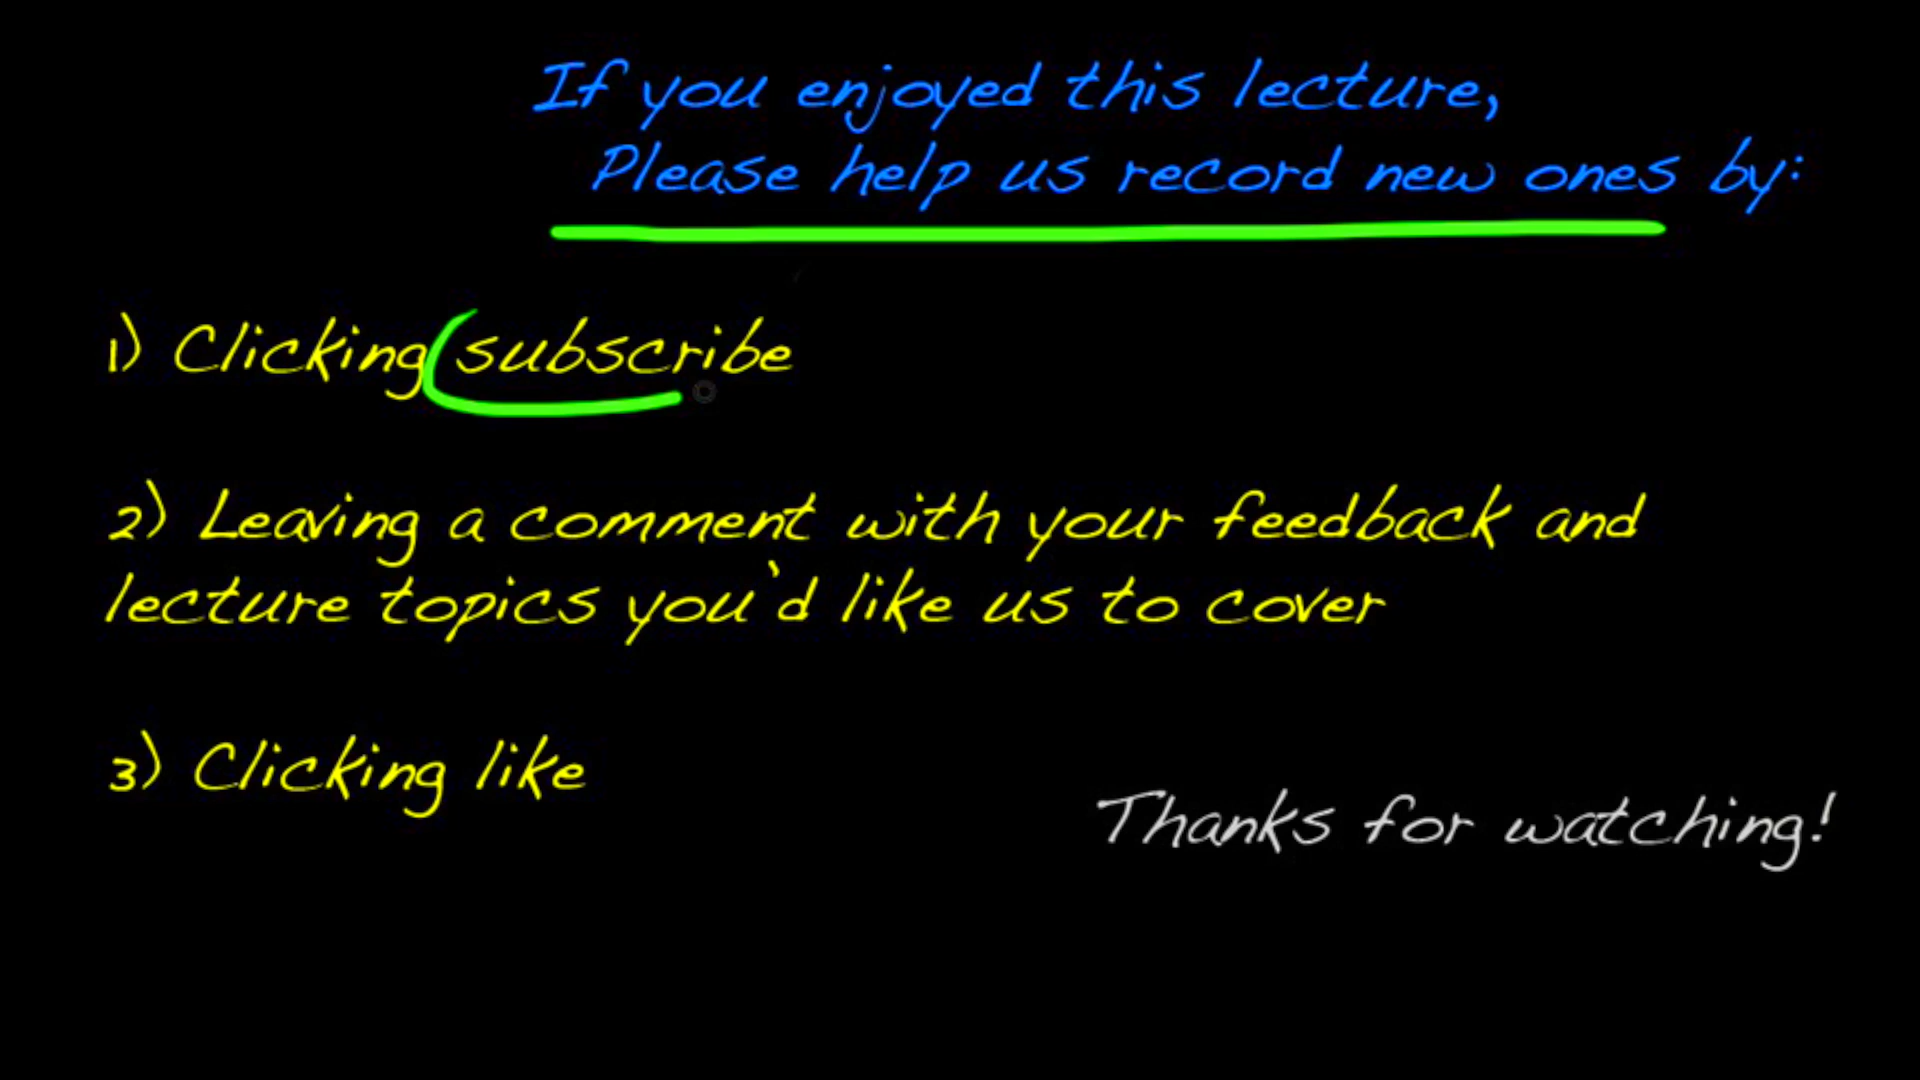 If you enjoyed this lecture,
Please help us record new ones by:
1) Clicking subscribe
2) Leaving a comment with your feedback and
lecture topics you'd like us to cover
3) Clicking like
Thanks for watching!